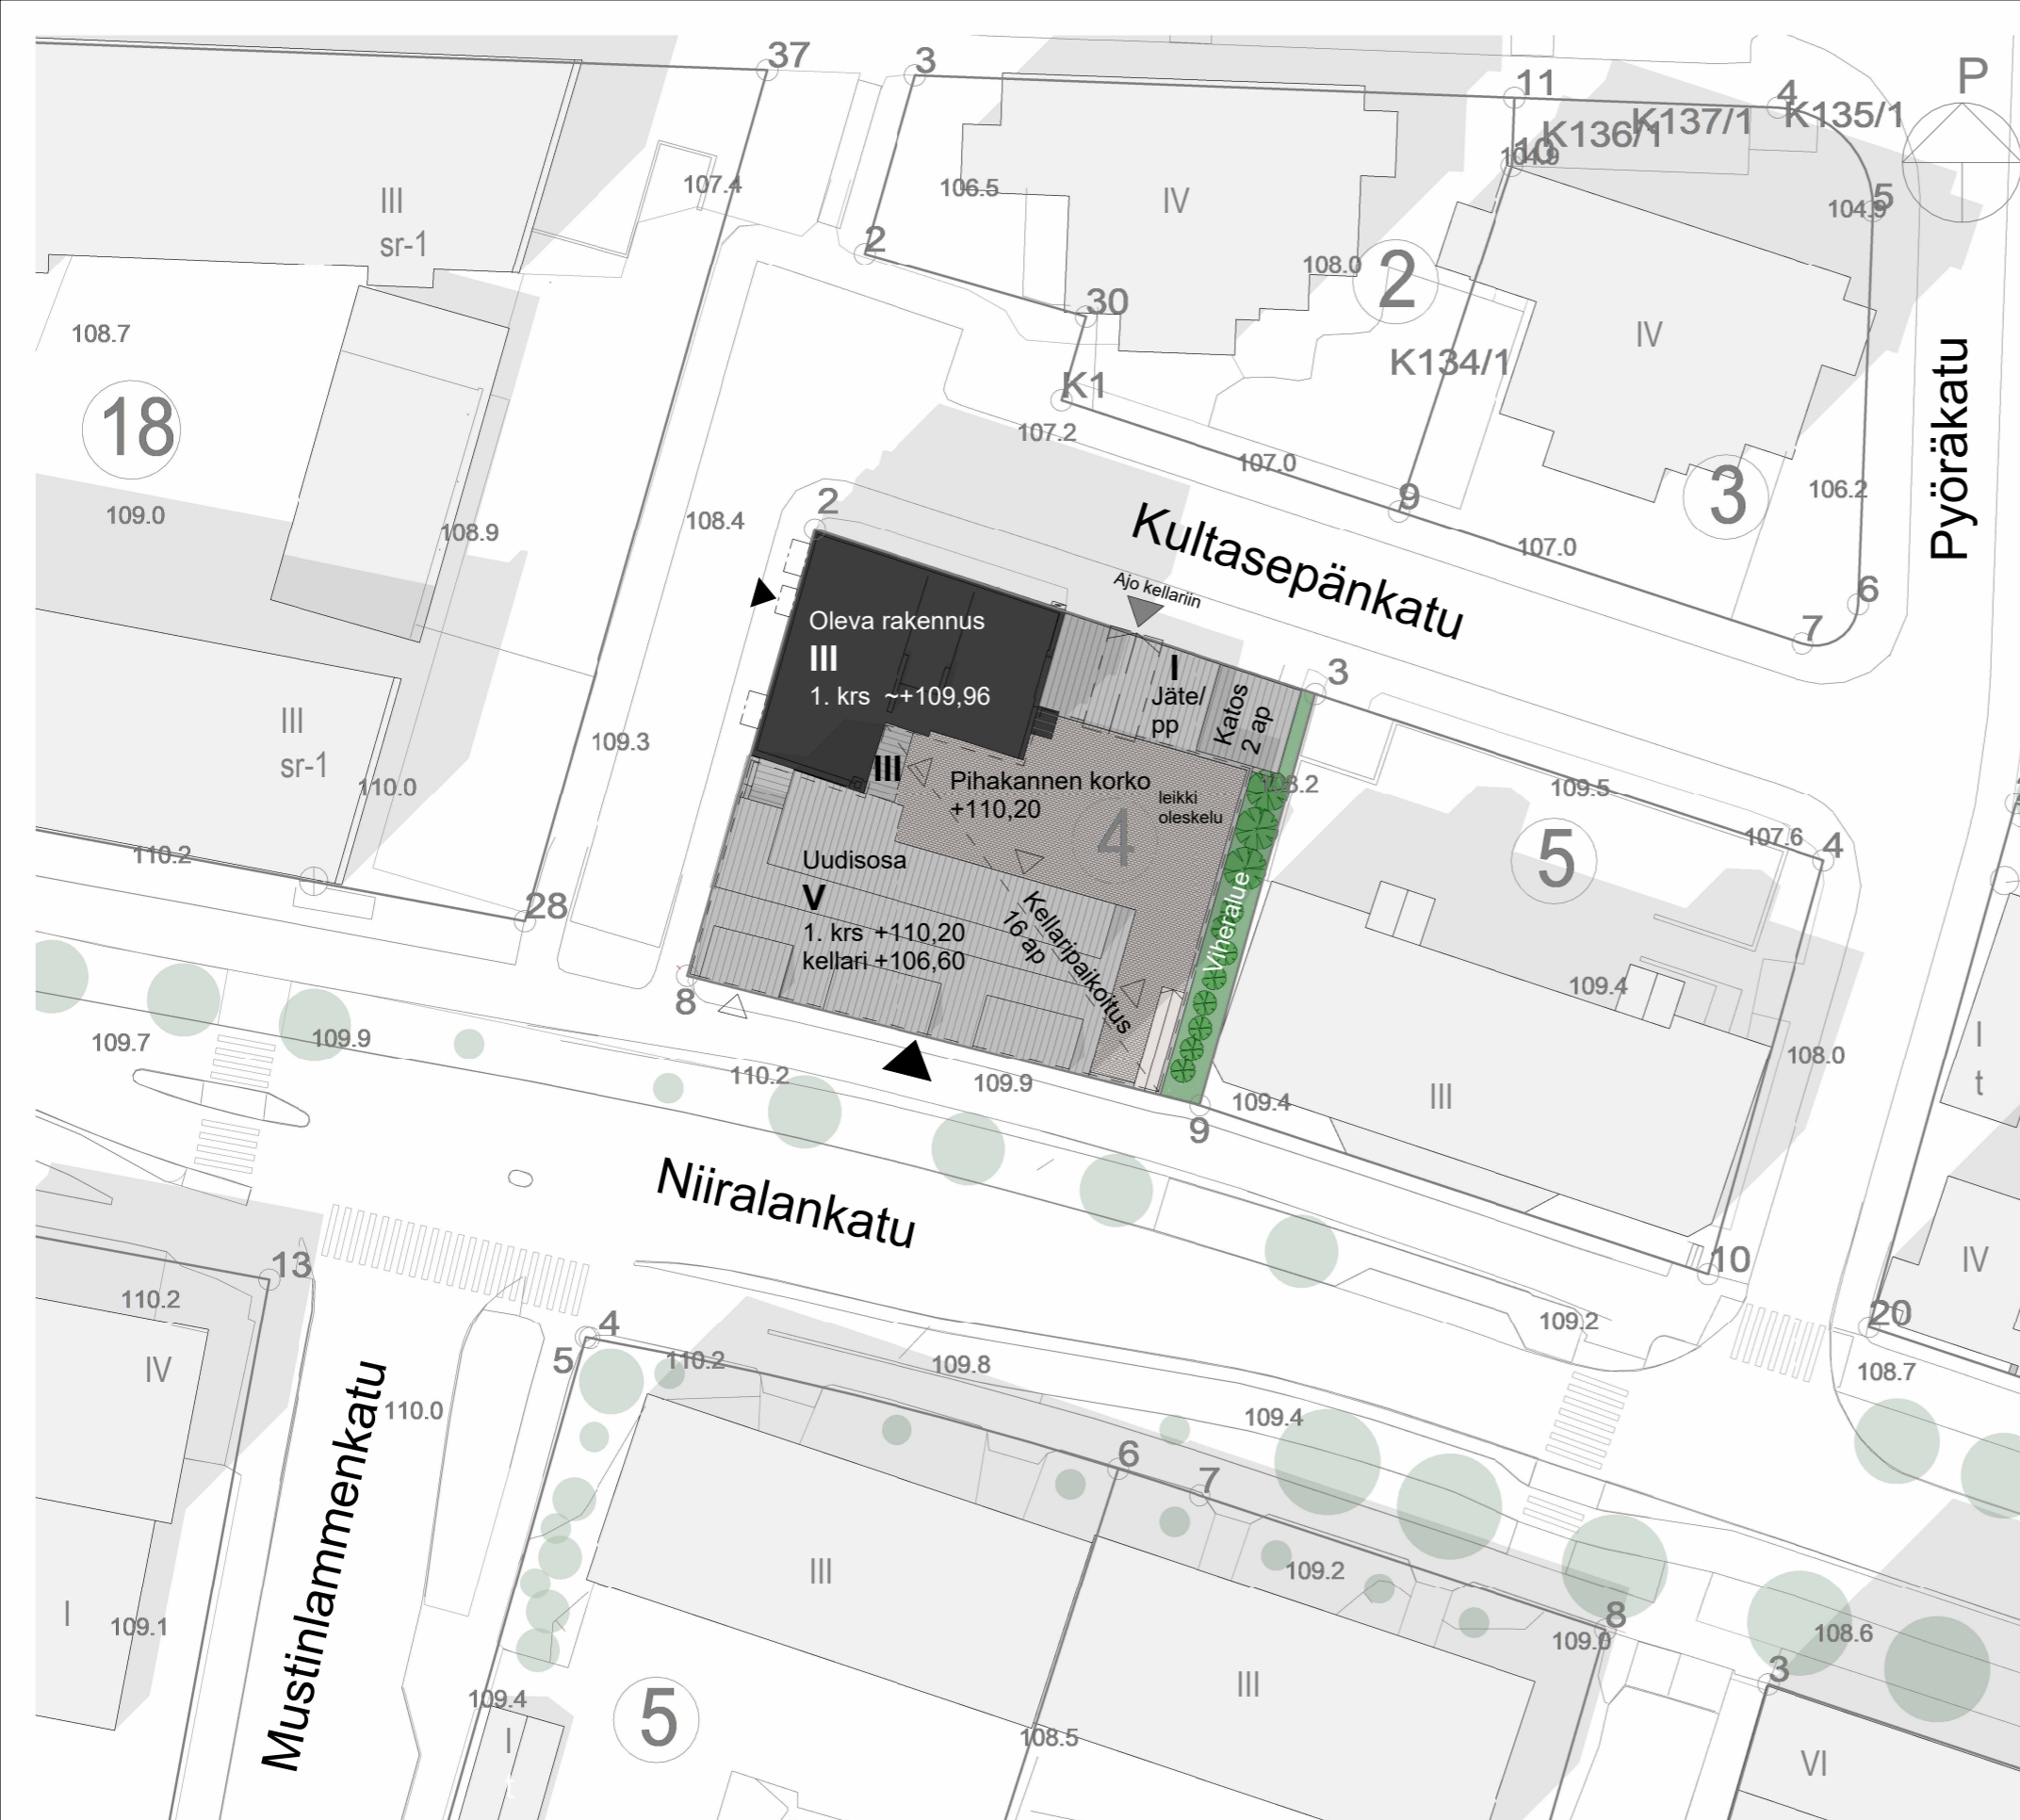 37
3
11
4
P
K135/1
K137/1
K136/1
10
104.9
107.4
106.5
IV
III
sr-1
5
104.9
2
108.0
2
30
108.7
IV
K134/1
K1
18
107.2
107.0
3
106.2
Pyöräkatu
109.0
108.9
108.4
2
9
107.0
Kultasepänkatu
Ajo kellariin
6
7
Oleva rakennus
III
1. krs ~+109,96
I
Jäte/
pp
Katos
2 ap
3
III
sr-1
110.0
109.3
III
Pihakannen korko
+110,20
leikki
oleskelu
4
109.5
5
107.6
4
110.2
28
Uudisosa
V
1. krs +110,20
kellari +106,60
Kellaripaikoitus
16 ap
Viheralue
109.4
8
109.7
109.9
110.2
109.9
109.4
9
III
108.0
I
t
Niiralankatu
13
110.2
10
IV
20
109.2
108.7
4
5
110.2
109.8
109.4
IV
110.0
Mustinlammenkatu
6
7
III
109.2
8
109.0
108.6
I
109.1
3
109.4
5
III
108.5
I
t
VI